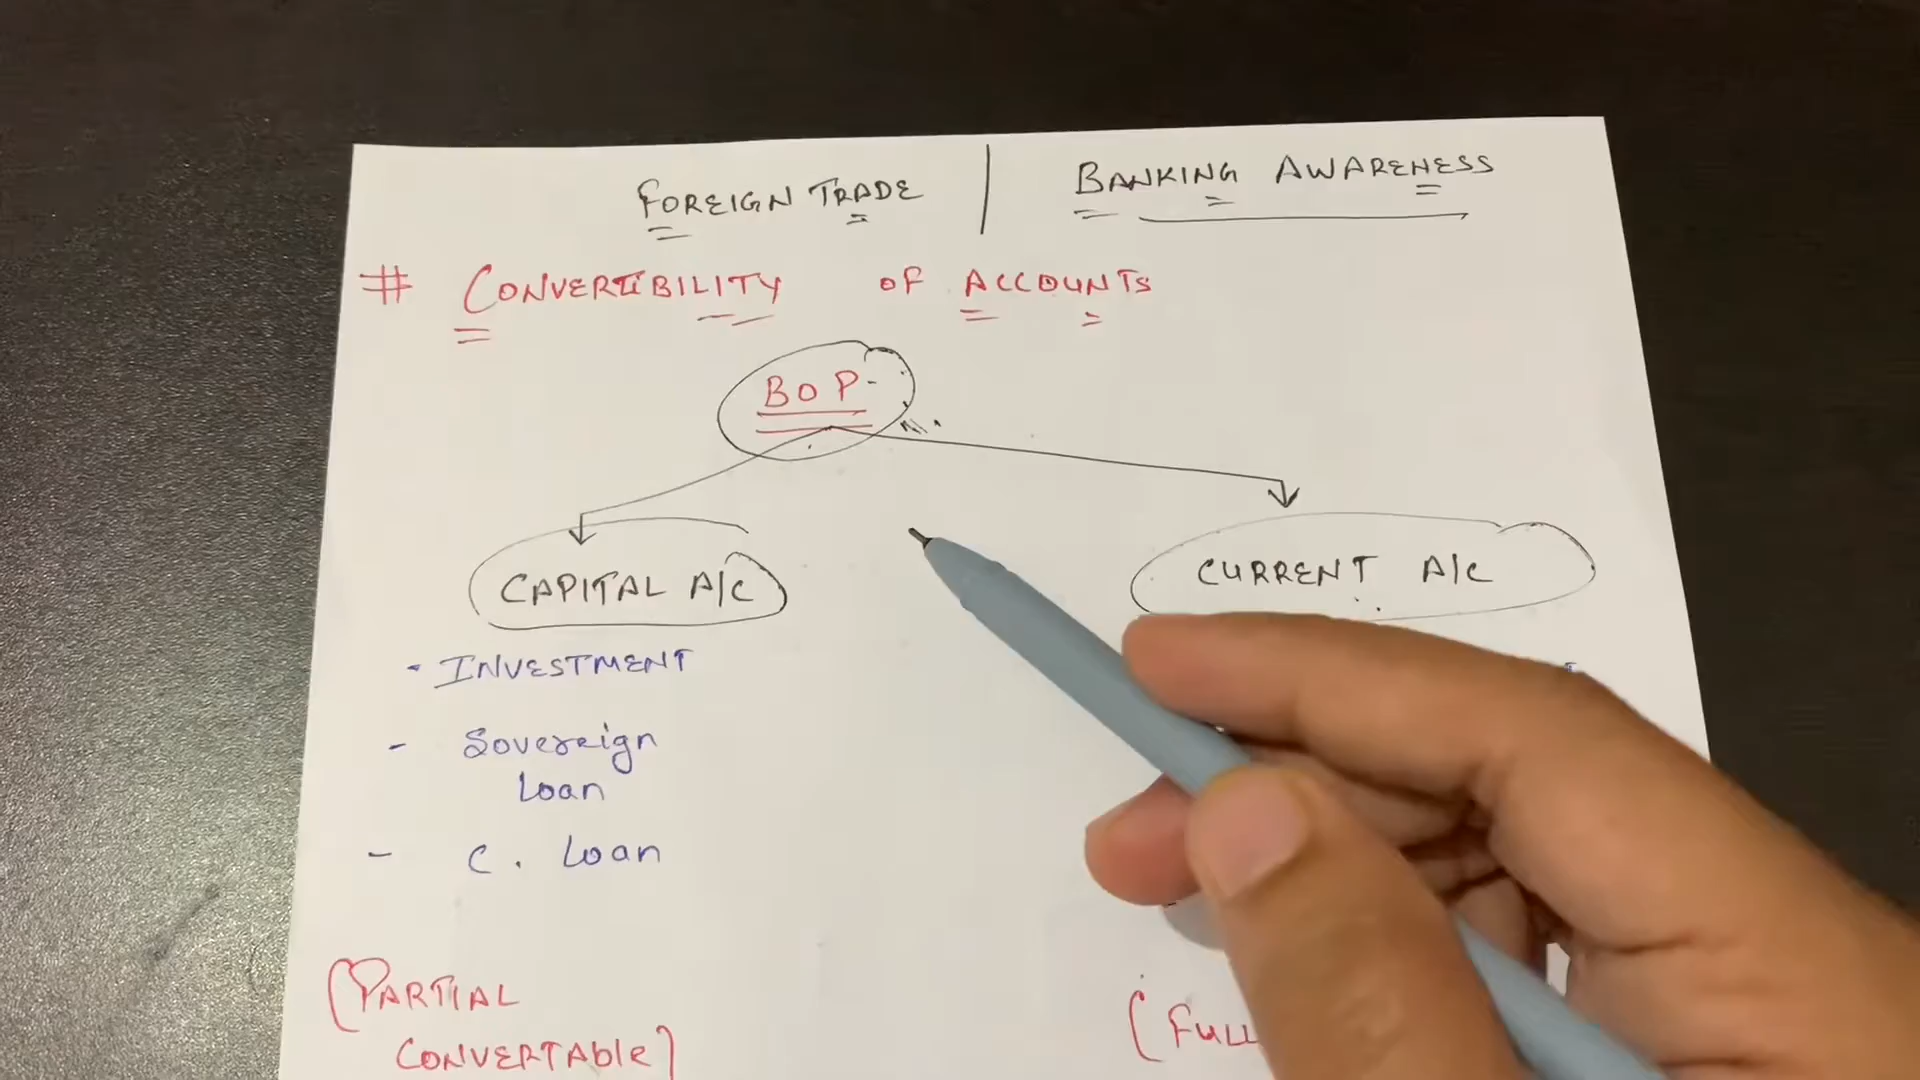 FOREIGN TRADE | BANKING AWARENESS
# CONVERTIBILITY OF ACCOUNTS
BOP
CAPITAL A/C
CURRENT A/C
- INVESTMENT
- Sovereign
Loan
- C. Loan
(PARTIAL
CONVERTABLE)
(FULL